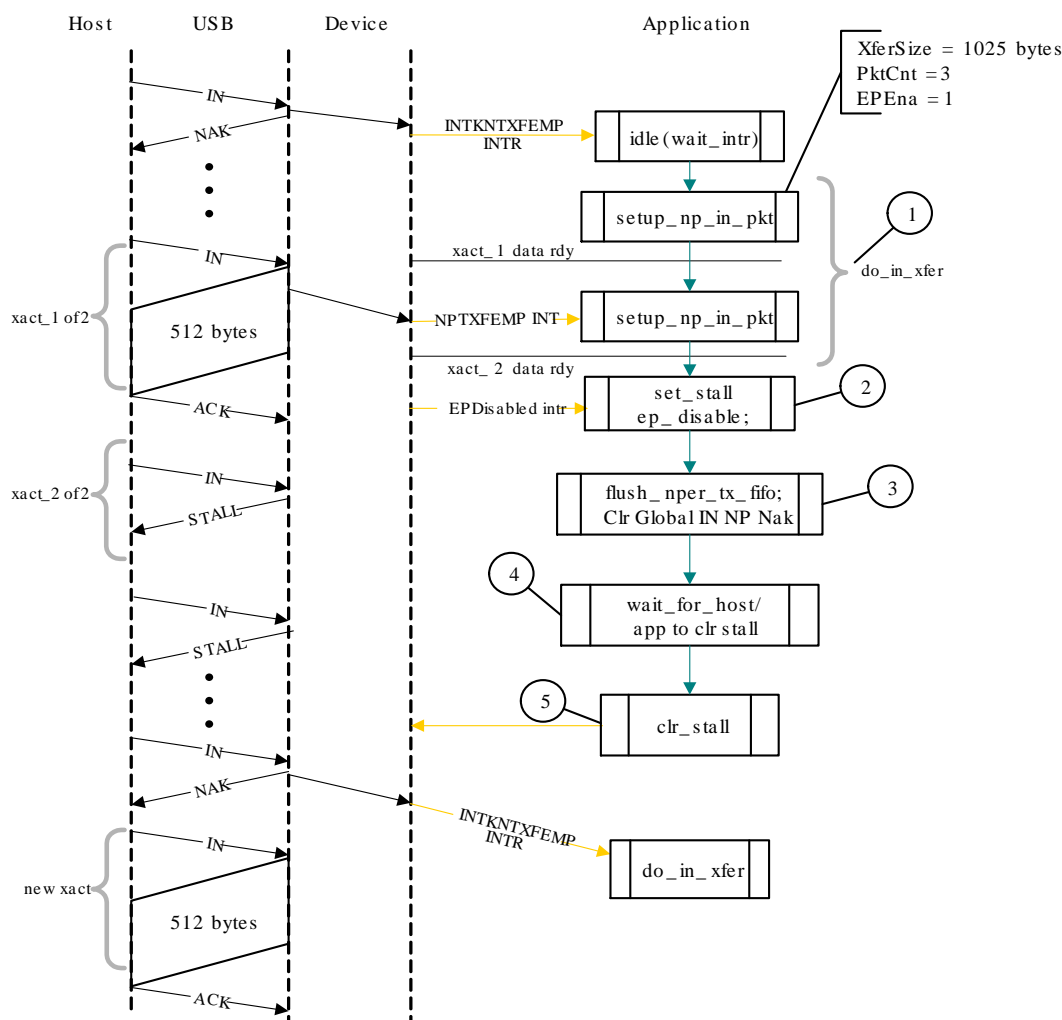 Host USB Device Application
XferSize = 1025 bytes
PktCnt = 3
EPEna = 1
IN
INTKNTXFEMP
INTR
idle(wait_intr)
NAK
setup_np_in_pkt
1
IN
xact_1 data rdy
do_in_xfer
xact_1 of 2
512 bytes
NPTXFEMP INT
setup_np_in_pkt
xact_2 data rdy
ACK
EPDisabled intr
set_stall
ep_disable;
2
IN
xact_2 of 2
STALL
flush_nper_tx_fifo;
Clr Global IN NP Nak
3
4
IN
wait_for_host/
app to clr stall
STALL
5
clr_stall
IN
NAK
INTKNTXFEMP
INTR
IN
do_in_xfer
new xact
512 bytes
ACK